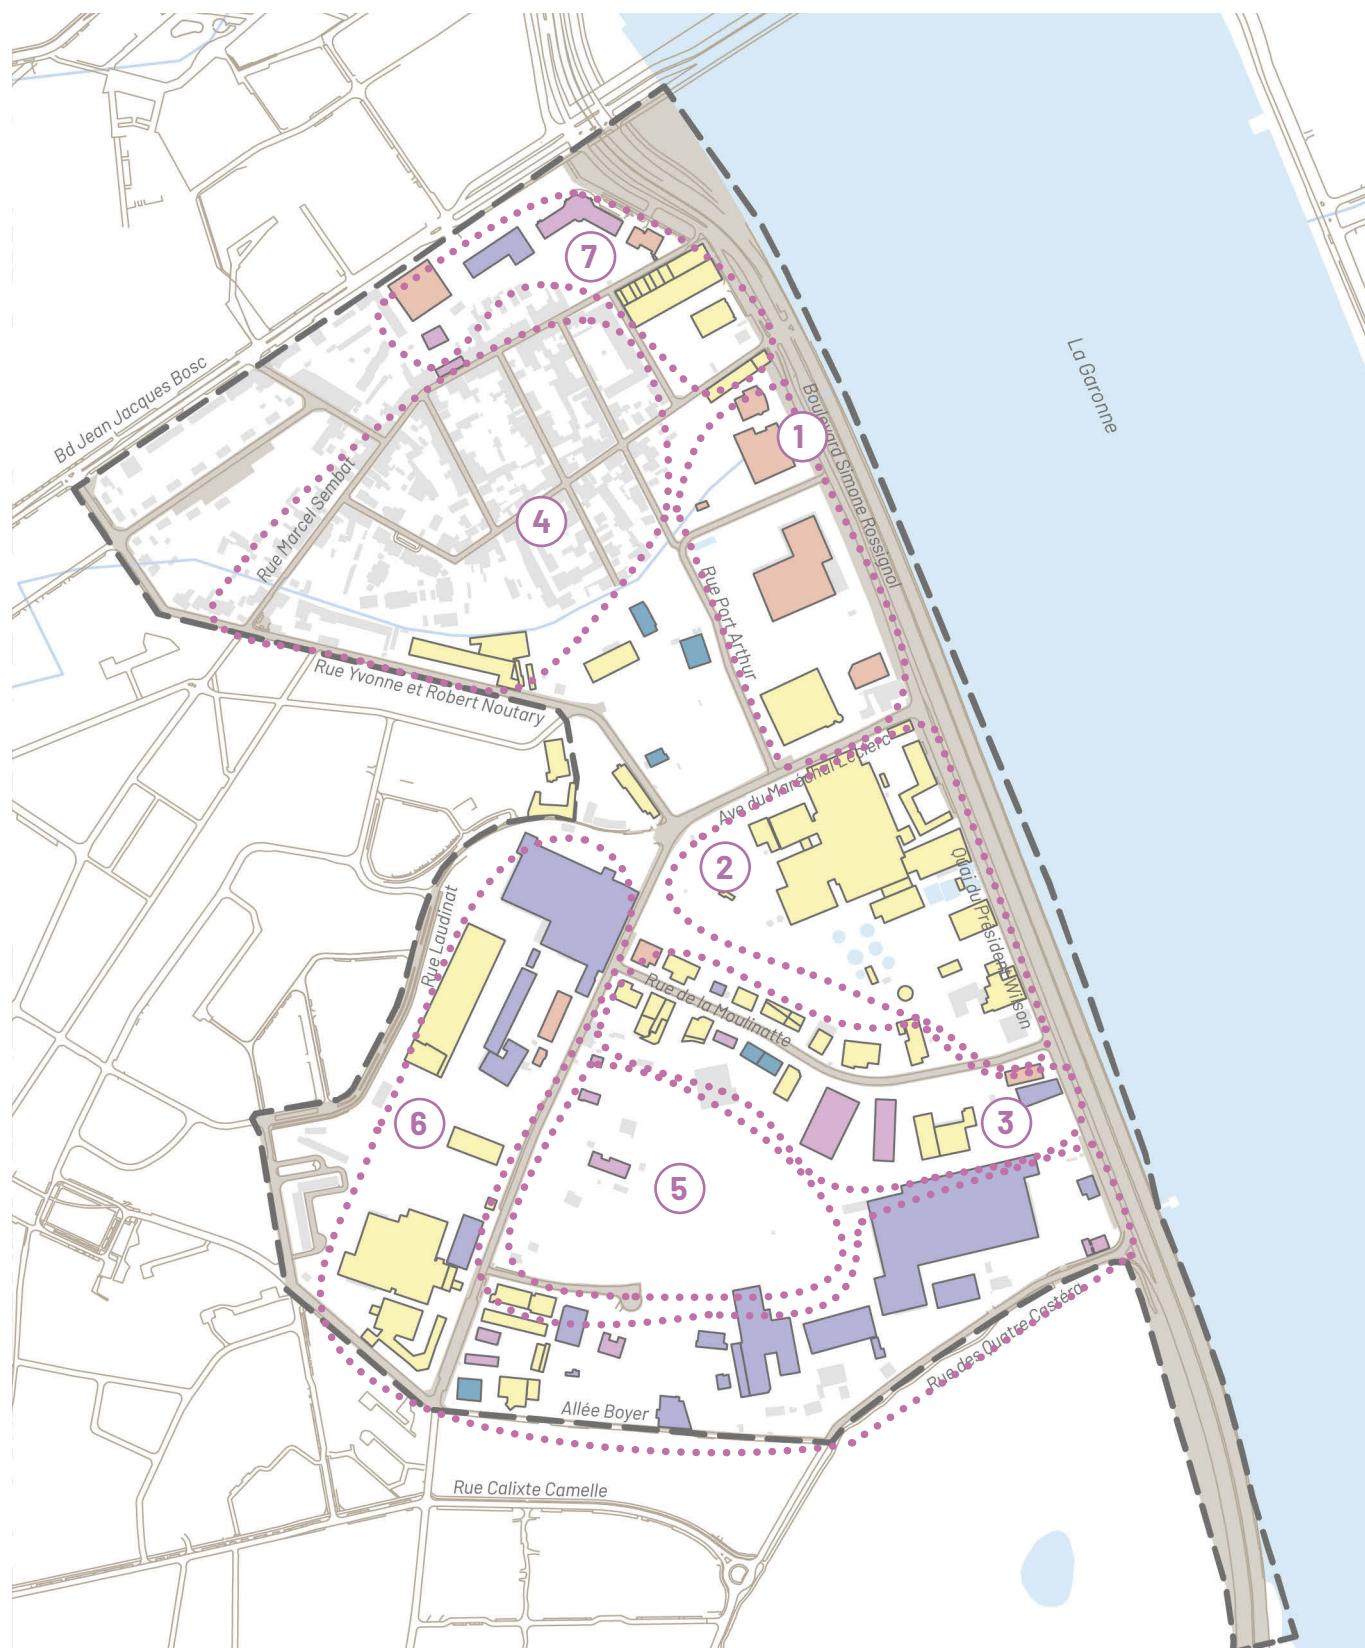 7
Bd Jean Jacques Bosc
La Garonne
Boulevard Simone Rossignol
1
Rue Marcel Sembat
4
Rue Port Arthur
Rue Yvonne et Robert Noutary
Ave du Maréchal Leclerc
2
Quai du Président Wilson
Rue Laudinat
Rue de la Moulinatte
6
3
5
Rue des Quatre Castéra
Allée Boyer
Rue Calixte Camelle